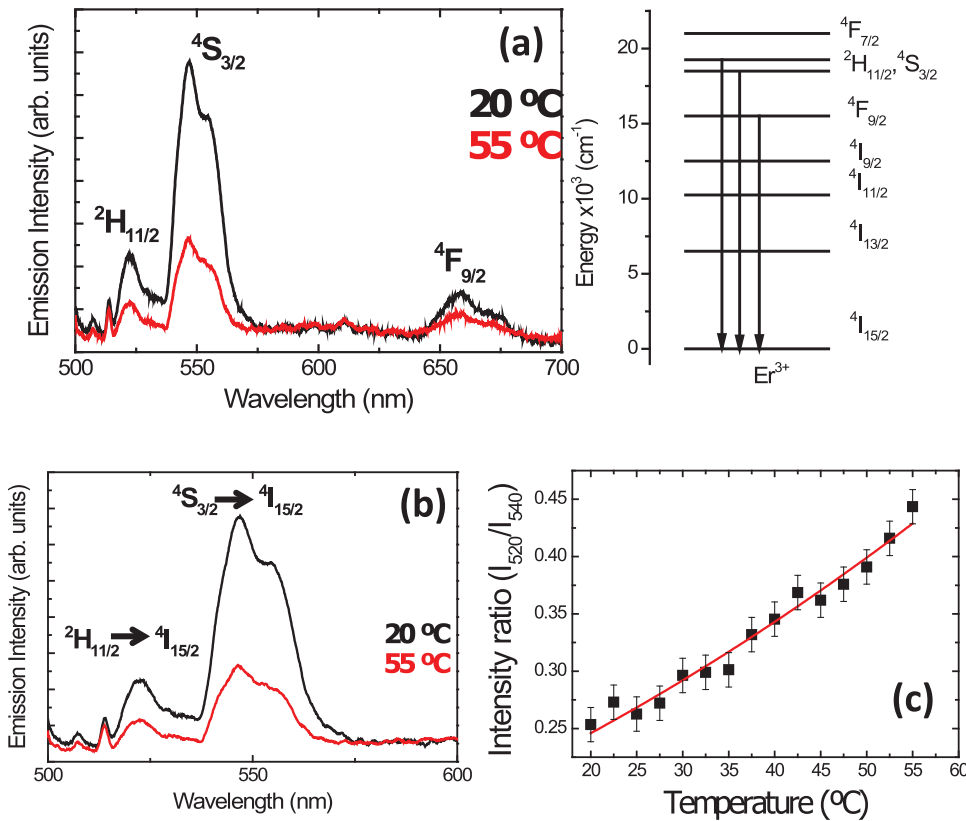 (a)
⁴S₃/₂
20 ºC
55 ºC
²H₁₁/₂
⁴F₉/₂
Emission Intensity (arb. units)
500 550 600 650 700
Wavelength (nm)
Energy x10³ (cm⁻¹)
20
15
10
5
0
⁴F₇/₂
²H₁₁/₂, ⁴S₃/₂
⁴F₉/₂
⁴I₉/₂
⁴I₁₁/₂
⁴I₁₃/₂
⁴I₁₅/₂
Er³⁺
(b)
⁴S₃/₂ → ⁴I₁₅/₂
²H₁₁/₂ → ⁴I₁₅/₂
20 ºC
55 ºC
Emission Intensity (arb. units)
500 550 600
Wavelength (nm)
Intensity ratio (I₅₂₀/I₅₄₀)
0.45
0.40
0.35
0.30
0.25
(c)
20 25 30 35 40 45 50 55 60
Temperature (ºC)